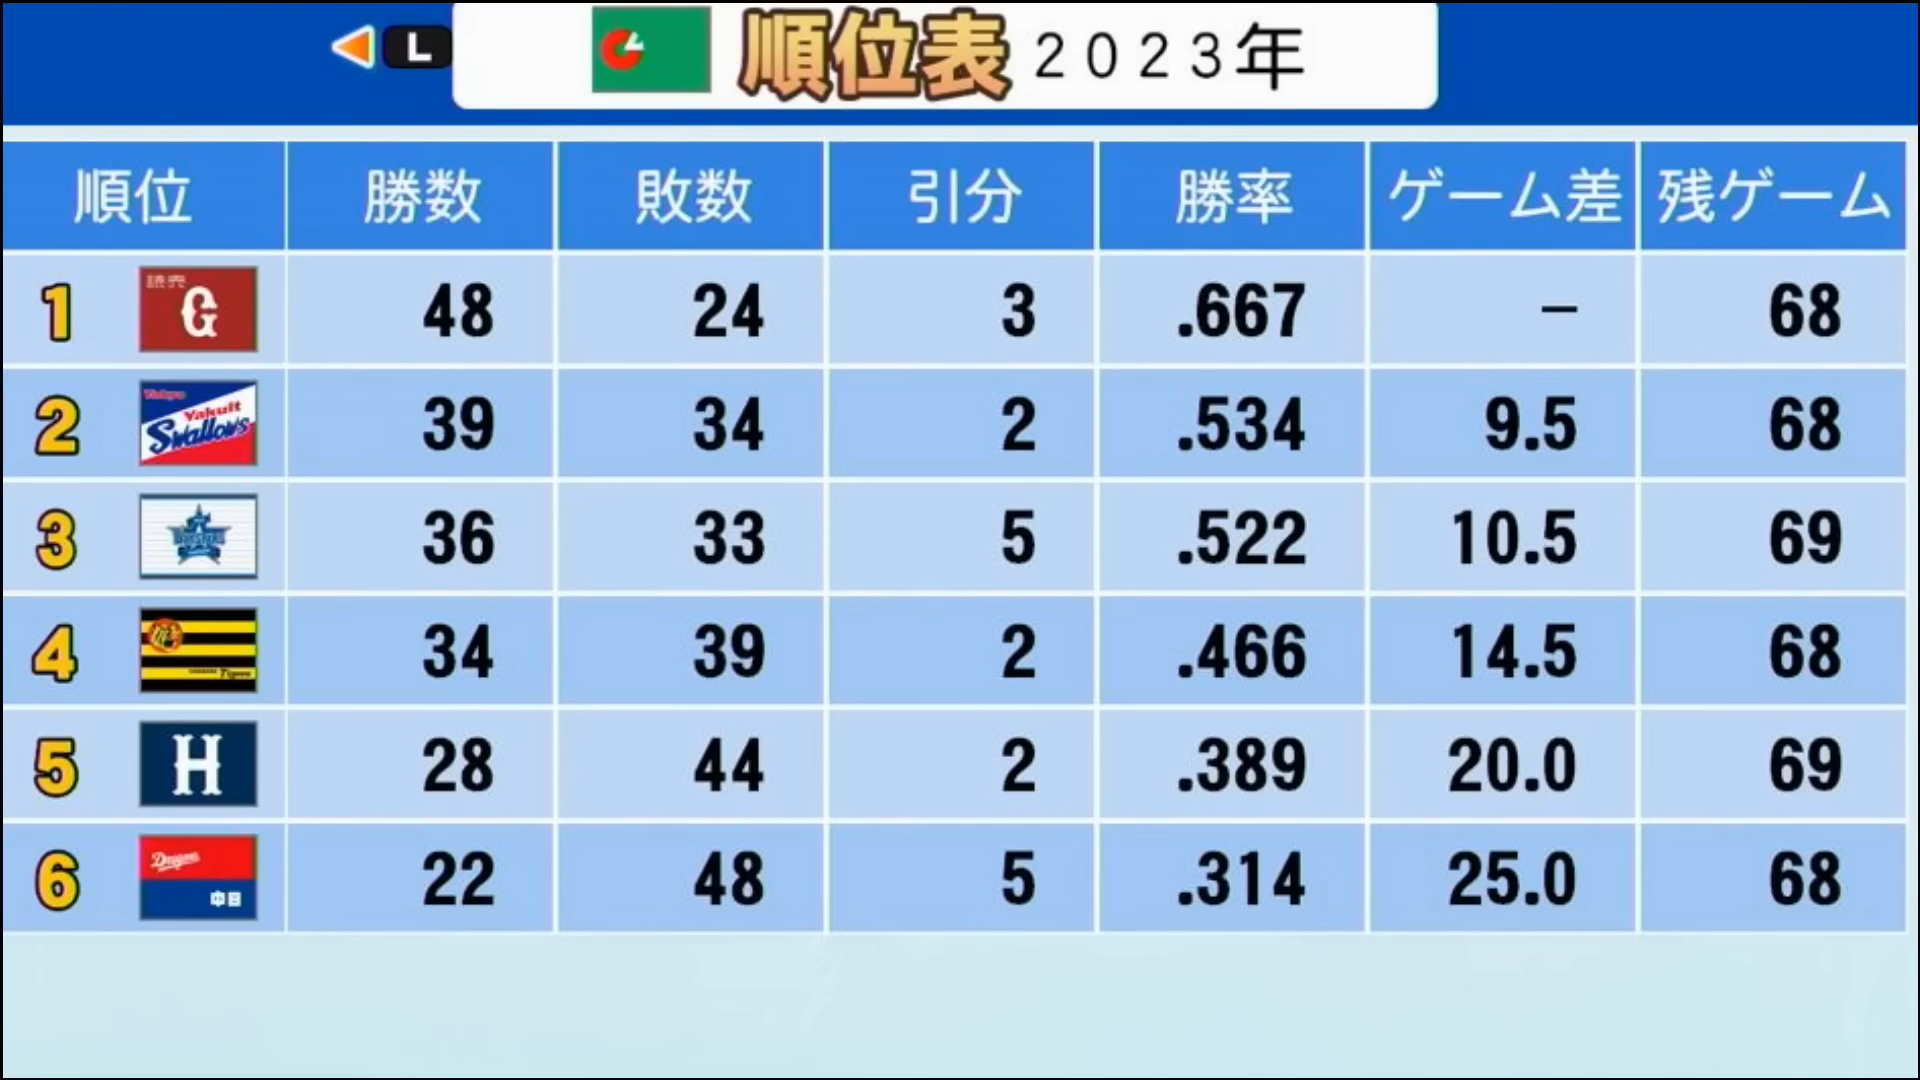 L
順位表 2023年
順位 勝数 敗数 引分 勝率 ゲーム差 残ゲーム
1 読売 G 48 24 3 .667 − 68
2 Yakult Swallows 39 34 2 .534 9.5 68
3 36 33 5 .522 10.5 69
4 Tigers 34 39 2 .466 14.5 68
5 H 28 44 2 .389 20.0 69
6 Dragons 中日 22 48 5 .314 25.0 68